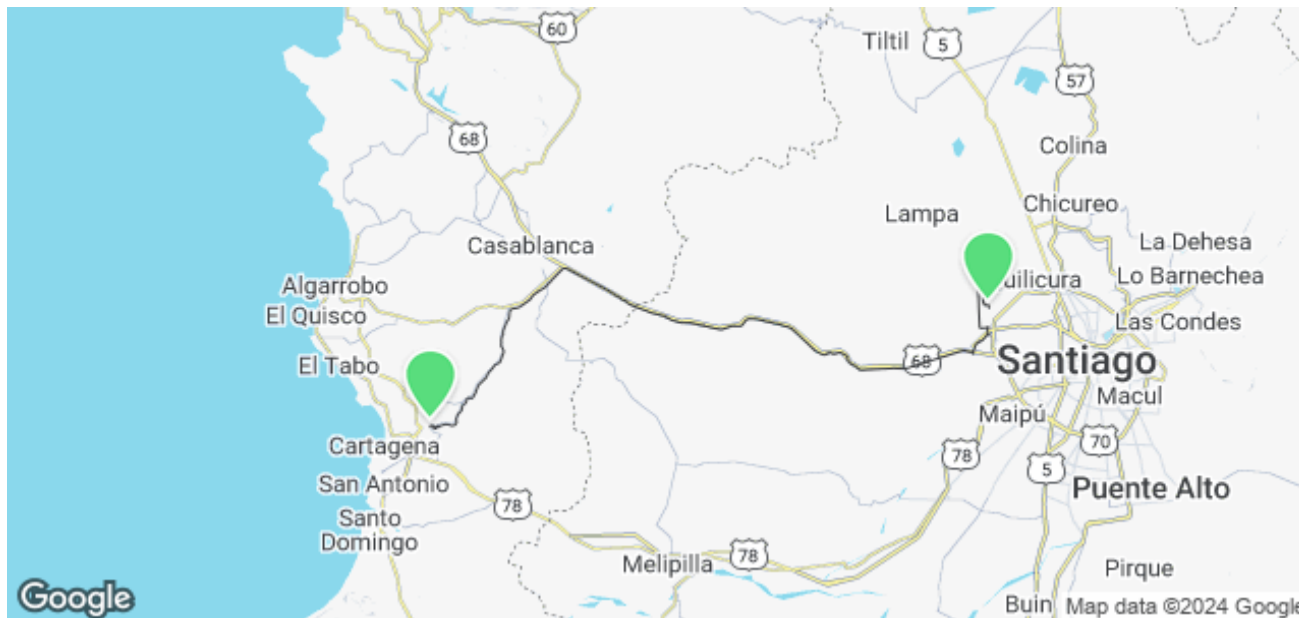 60
Tiltil
5
57
68
Colina
Chicureo
Lampa
La Dehesa
Casablanca
Lo Barnechea
Algarrobo
uilicura
El Quisco
Las Condes
El Tabo
68
Santiago
Macul
Maipú
Cartagena
70
78
5
San Antonio
Puente Alto
78
Santo
Domingo
78
Melipilla
Pirque
Google
Buin
Map data ©2024 Google